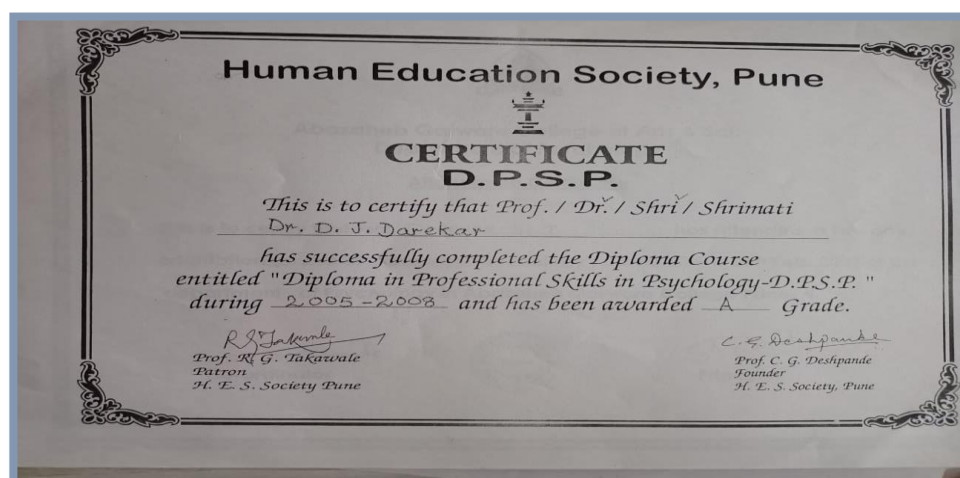 Human Education Society, Pune
CERTIFICATE
D.P.S.P.
This is to certify that Prof. / Dr. / Shri / Shrimati
Dr. D. J. Darekar
has successfully completed the Diploma Course
entitled "Diploma in Professional Skills in Psychology-D.P.S.P. "
during 2005-2008 and has been awarded A Grade.
R G Takawale
Prof. R. G. Takawale
Patron
H. E. S. Society Pune
C. G. Deshpande
Prof. C. G. Deshpande
Founder
H. E. S. Society, Pune